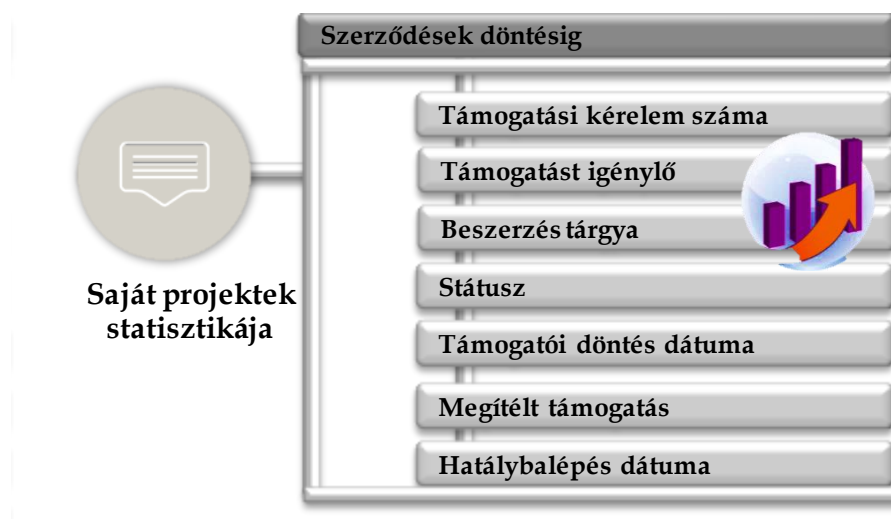 Szerződések döntésig
Támogatási kérelem száma
Támogatást igénylő
Beszerzés tárgya
Saját projektek
statisztikája
Státusz
Támogatói döntés dátuma
Megítélt támogatás
Hatálybalépés dátuma